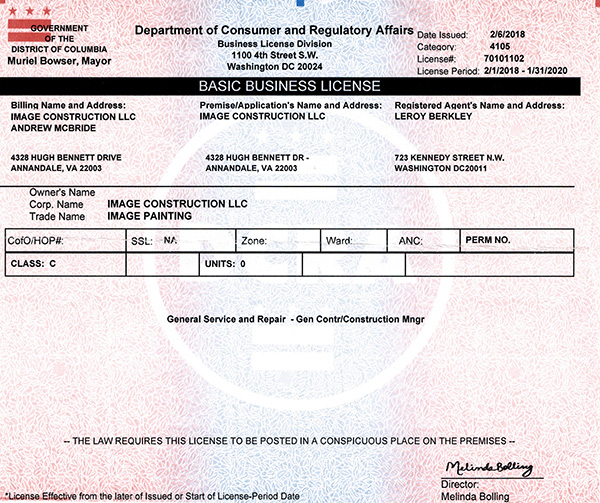 GOVERNMENT
OF THE
DISTRICT OF COLUMBIA
Muriel Bowser, Mayor
Department of Consumer and Regulatory Affairs
Business License Division
1100 4th Street S.W.
Washington DC 20024
Date Issued: 2/6/2018
Category: 4105
License#: 70101102
License Period: 2/1/2018 - 1/31/2020
BASIC BUSINESS LICENSE
Billing Name and Address:
IMAGE CONSTRUCTION LLC
ANDREW MCBRIDE
4328 HUGH BENNETT DRIVE
ANNANDALE, VA 22003
Premise/Application's Name and Address:
IMAGE CONSTRUCTION LLC
4328 HUGH BENNETT DR -
ANNANDALE, VA 22003
Registered Agent's Name and Address:
LEROY BERKLEY
723 KENNEDY STREET N.W.
WASHINGTON DC20011
Owner's Name
Corp. Name IMAGE CONSTRUCTION LLC
Trade Name IMAGE PAINTING
CofO/HOP#: SSL: NA Zone: Ward: ANC: PERM NO.
CLASS: C UNITS: 0
General Service and Repair - Gen Contr/Construction Mngr
-- THE LAW REQUIRES THIS LICENSE TO BE POSTED IN A CONSPICUOUS PLACE ON THE PREMISES --
Melinda Bolling
Director:
Melinda Bolling
*License Effective from the later of Issued or Start of License-Period Date